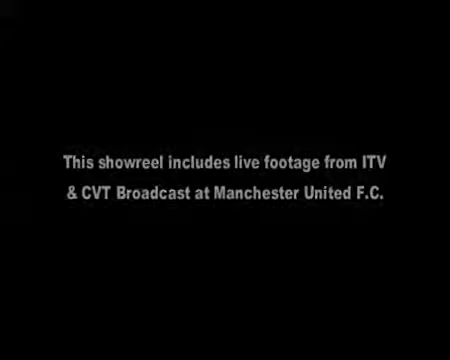 This showreel includes live footage from ITV
& CVT Broadcast at Manchester United F.C.